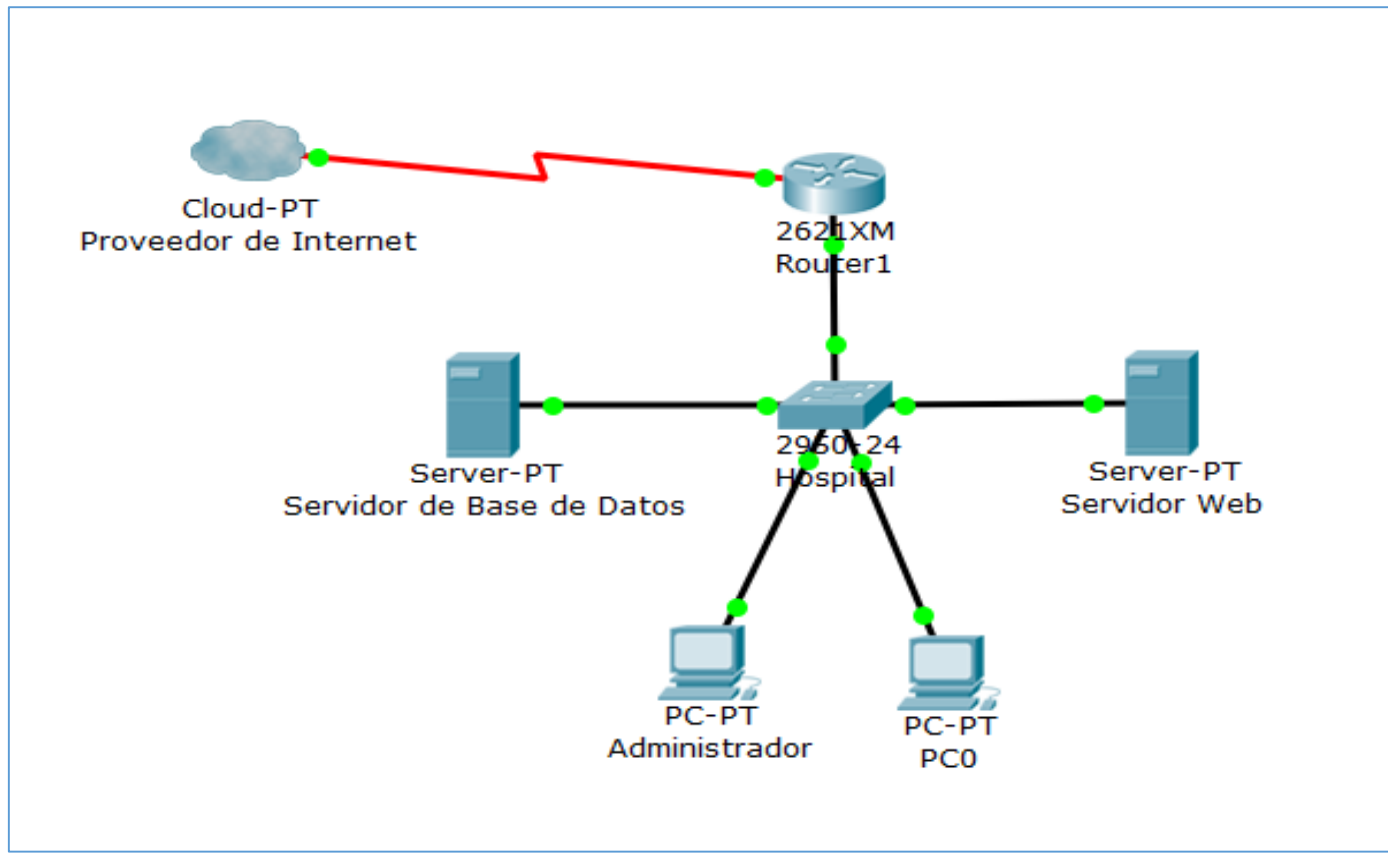 Cloud-PT
Proveedor de Internet
2621XM
Router1
Server-PT
Servidor de Base de Datos
2950-24
Hospital
Server-PT
Servidor Web
PC-PT
Administrador
PC-PT
PC0